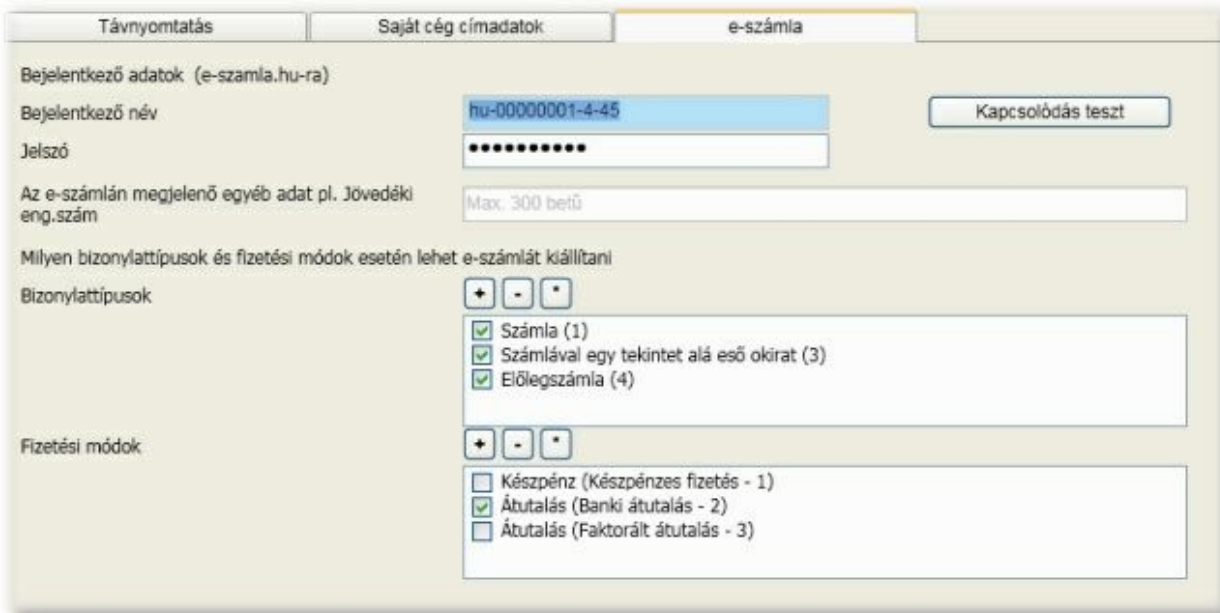 Távnyomtatás
Saját cég címadatok
e-számla
Bejelentkező adatok (e-szamla.hu-ra)
Bejelentkező név
hu-00000001-4-45
Kapcsolódás teszt
Jelszó
••••••••••
Az e-számlán megjelenő egyéb adat pl. Jövedéki
eng.szám
Max. 300 betű
Milyen bizonylattípusok és fizetési módok esetén lehet e-számlát kiállítani
Bizonylattípusok
+ - *
Számla (1)
Számlával egy tekintet alá eső okirat (3)
Előlegszámla (4)
Fizetési módok
+ - *
Készpénz (Készpénzes fizetés - 1)
Átutalás (Banki átutalás - 2)
Átutalás (Faktorált átutalás - 3)